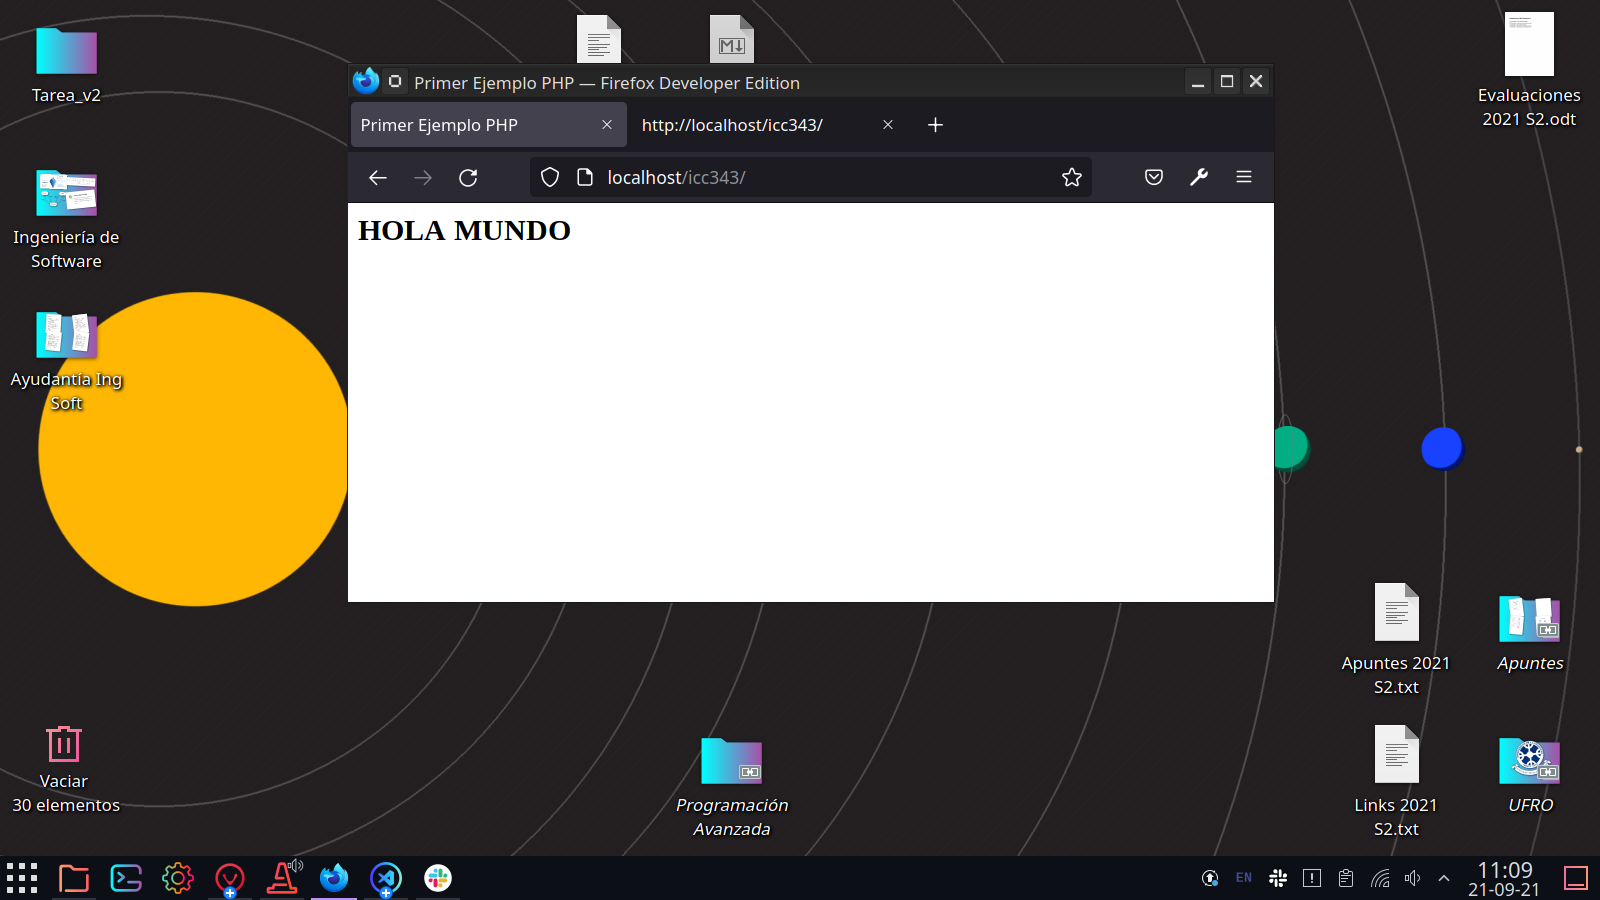 Tarea_v2
Evaluaciones
2021 S2.odt
Primer Ejemplo PHP — Firefox Developer Edition
Primer Ejemplo PHP
http://localhost/icc343/
localhost/icc343/
HOLA MUNDO
Ingeniería de
Software
Ayudantía Ing
Soft
Apuntes 2021
S2.txt
Apuntes
Vaciar
30 elementos
Programación
Avanzada
Links 2021
S2.txt
UFRO
EN
11:09
21-09-21